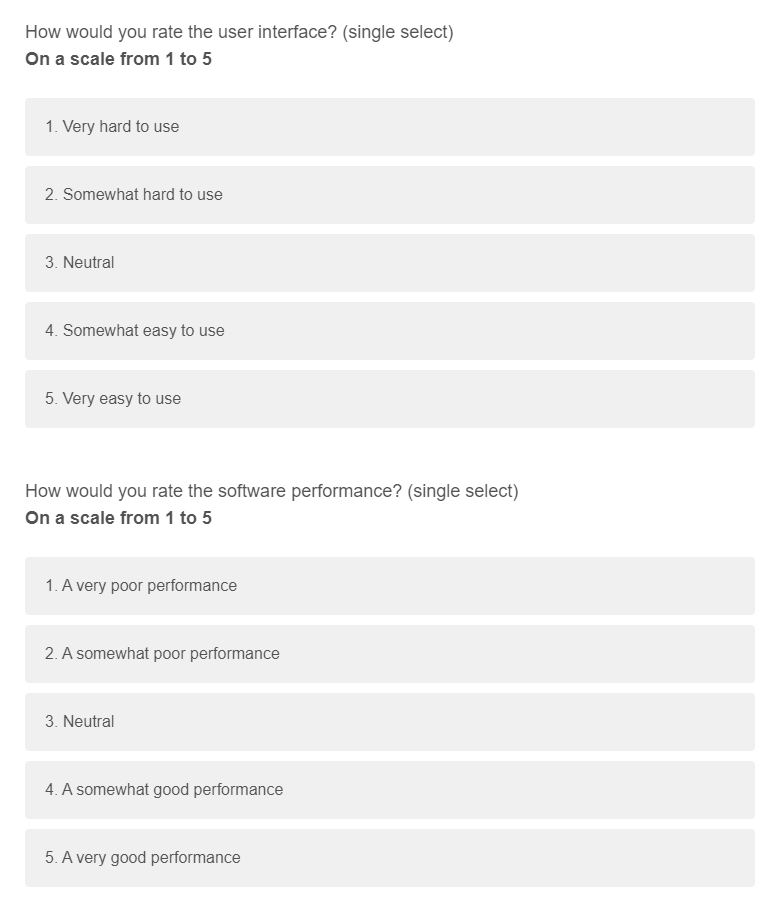 How would you rate the user interface? (single select)
On a scale from 1 to 5
1. Very hard to use
2. Somewhat hard to use
3. Neutral
4. Somewhat easy to use
5. Very easy to use
How would you rate the software performance? (single select)
On a scale from 1 to 5
1. A very poor performance
2. A somewhat poor performance
3. Neutral
4. A somewhat good performance
5. A very good performance